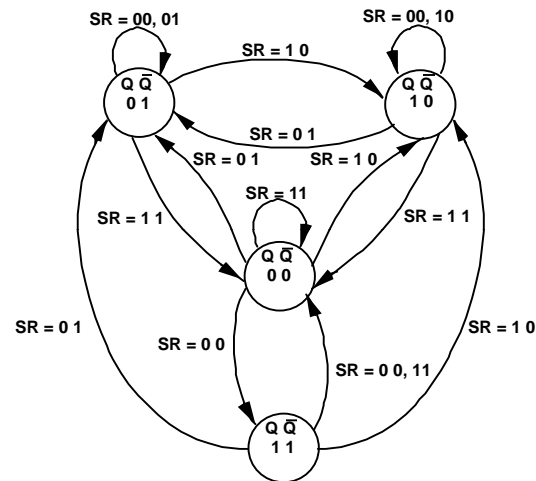 SR = 00, 01
SR = 00, 10
SR = 1 0
Q Q̅
0 1
Q Q̅
1 0
SR = 0 1
SR = 0 1
SR = 1 0
SR = 11
SR = 1 1
SR = 1 1
Q Q̅
0 0
SR = 0 1
SR = 0 0
SR = 0 0, 11
SR = 1 0
Q Q̅
1 1